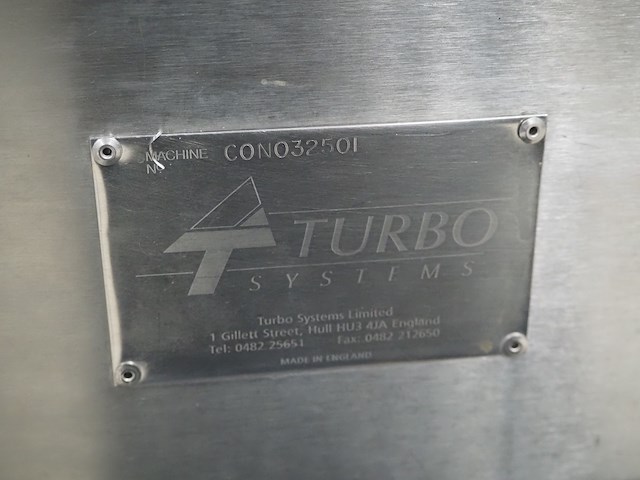 MACHINE No CONO32501
TURBO
SYSTEMS
Turbo Systems Limited
1 Gillett Street, Hull HU3 4JA England
Tel: 0482 25651 Fax: 0482 212650
MADE IN ENGLAND